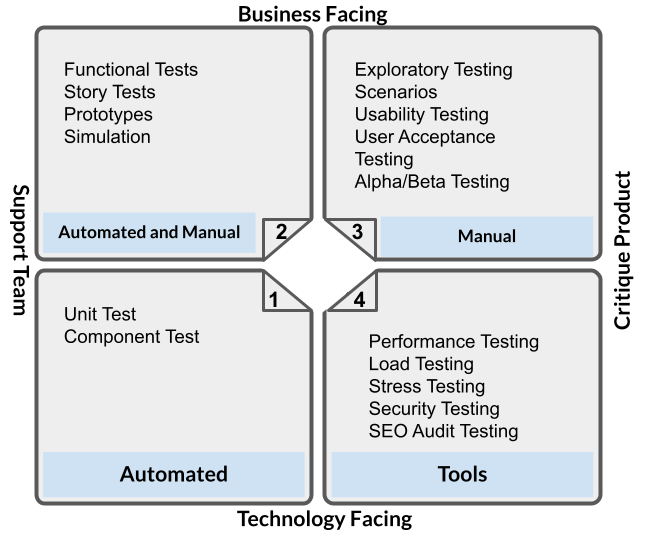 Business Facing
Functional Tests
Story Tests
Prototypes
Simulation
Automated and Manual
2
Exploratory Testing
Scenarios
Usability Testing
User Acceptance
Testing
Alpha/Beta Testing
3
Manual
Support Team
Critique Product
1
Unit Test
Component Test
Automated
4
Performance Testing
Load Testing
Stress Testing
Security Testing
SEO Audit Testing
Tools
Technology Facing